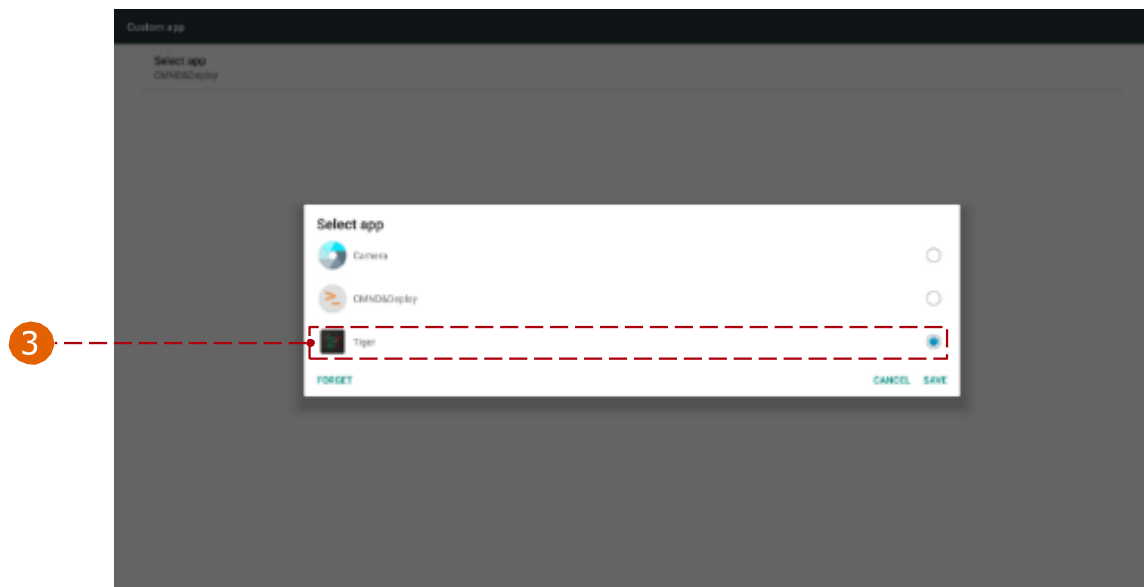 Custom app
Select app
CMND&Deploy
Select app
Camera
CMND&Deploy
3
Tiger
FORGET CANCEL SAVE